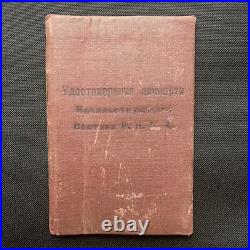 Удостоверение личности
Начальствующего
Состава Р. К. К. А.